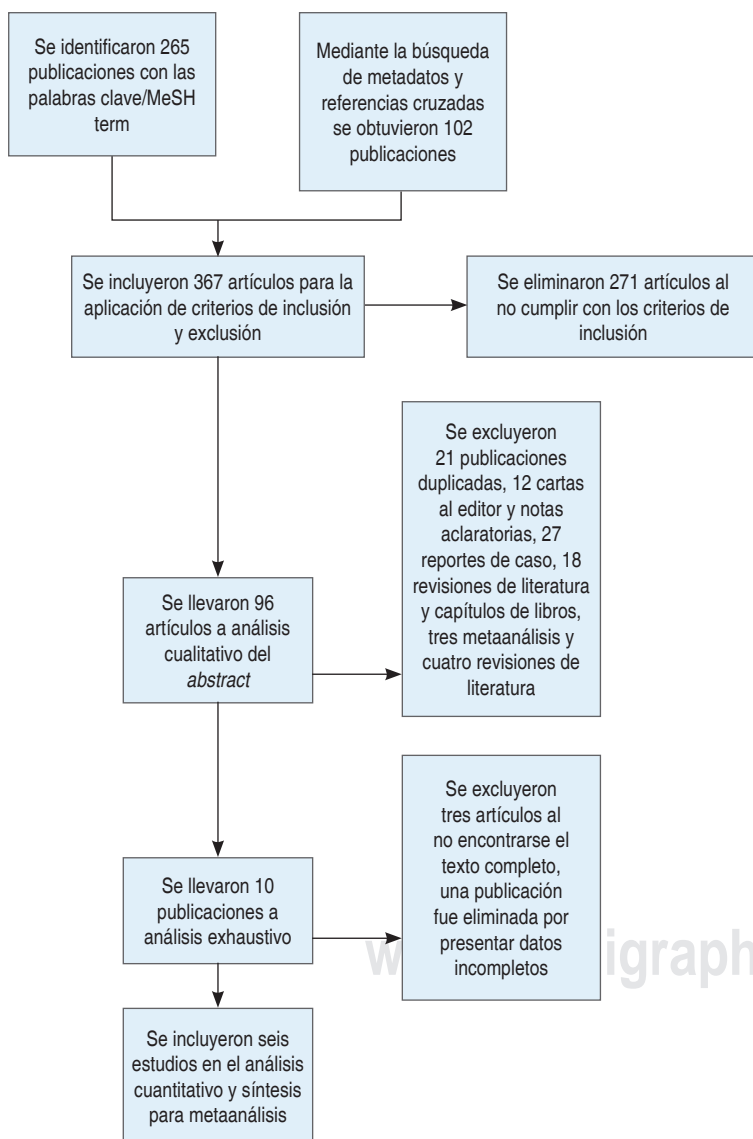 Se identificaron 265
publicaciones con las
palabras clave/MeSH
term
Mediante la búsqueda
de metadatos y
referencias cruzadas
se obtuvieron 102
publicaciones
Se incluyeron 367 artículos para la
aplicación de criterios de inclusión
y exclusión
Se eliminaron 271 artículos al
no cumplir con los criterios de
inclusión
Se excluyeron
21 publicaciones
duplicadas, 12 cartas
al editor y notas
aclaratorias, 27
reportes de caso, 18
revisiones de literatura
y capítulos de libros,
tres metaanálisis y
cuatro revisiones de
literatura
Se llevaron 96
artículos a análisis
cualitativo del
abstract
Se excluyeron
tres artículos al
no encontrarse el
texto completo,
una publicación
fue eliminada por
presentar datos
incompletos
Se llevaron 10
publicaciones a
análisis exhaustivo
Se incluyeron seis
estudios en el análisis
cuantitativo y síntesis
para metaanálisis